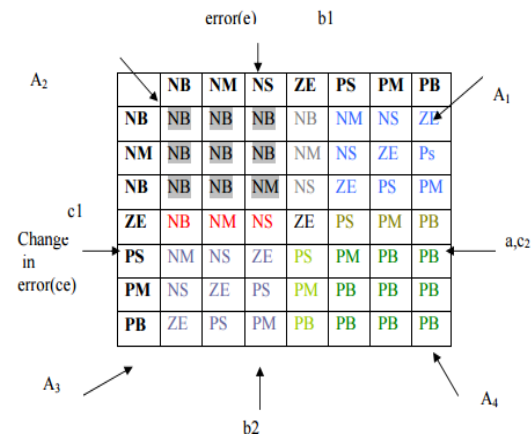 error(e) b1
A2
A1
NB NM NS ZE PS PM PB
NB NB NB NB NB NM NS ZE
NM NB NB NB NM NS ZE Ps
NB NB NB NM NS ZE PS PM
c1
ZE NB NM NS ZE PS PM PB
Change
in
error(ce)
a,c2
PS NM NS ZE PS PM PB PB
PM NS ZE PS PM PB PB PB
PB ZE PS PM PB PB PB PB
A3
A4
b2